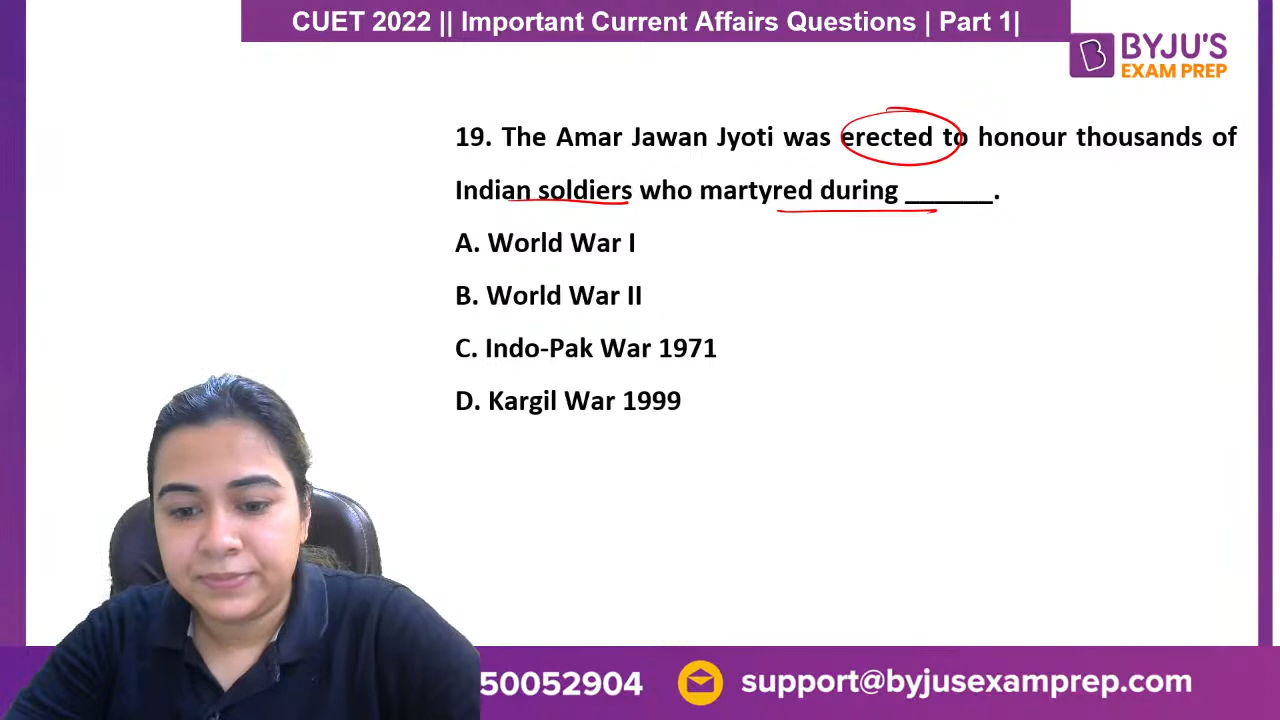 CUET 2022 || Important Current Affairs Questions | Part 1|
BYJU'S
EXAM PREP
19. The Amar Jawan Jyoti was erected to honour thousands of
Indian soldiers who martyred during ______.
A. World War I
B. World War II
C. Indo-Pak War 1971
D. Kargil War 1999
50052904
support@byjusexamprep.com